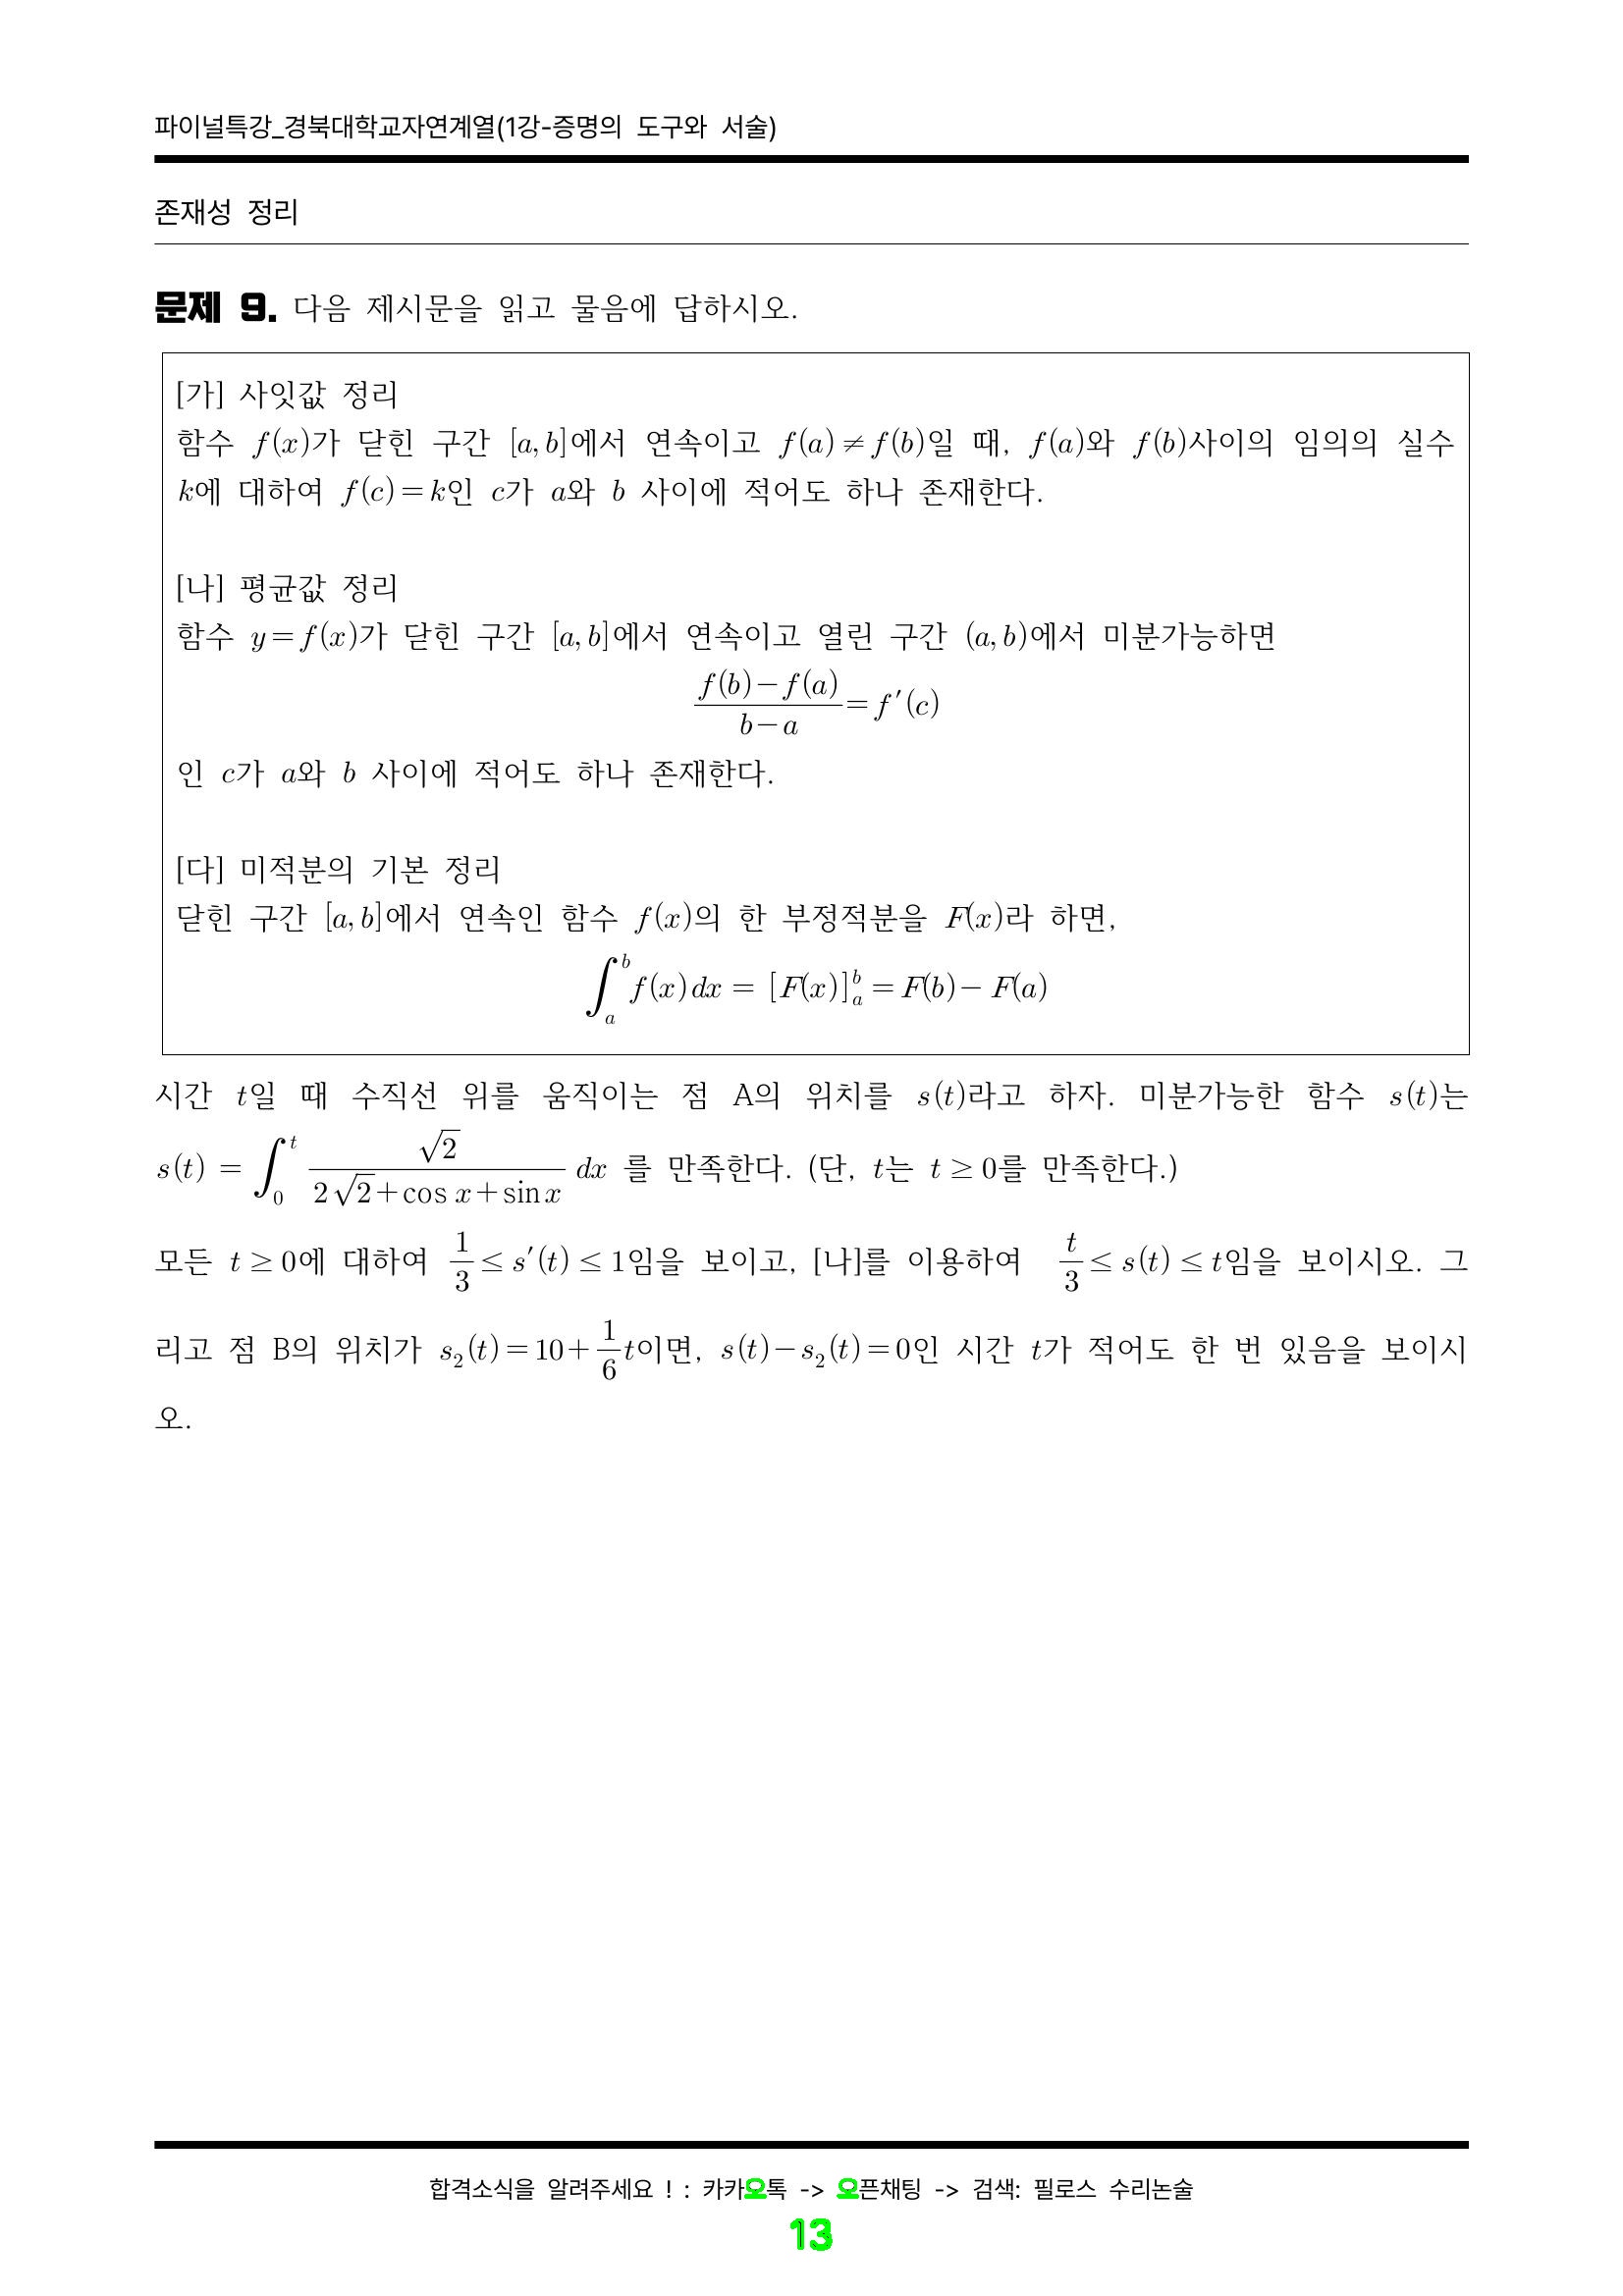 파이널특강_경북대학교자연계열(1강-증명의 도구와 서술)
존재성 정리
문제 9. 다음 제시문을 읽고 물음에 답하시오.
[가] 사잇값 정리
함수 f(x)가 닫힌 구간 [a, b]에서 연속이고 f(a)≠f(b)일 때, f(a)와 f(b)사이의 임의의 실수
k에 대하여 f(c)=k인 c가 a와 b 사이에 적어도 하나 존재한다.
[나] 평균값 정리
함수 y=f(x)가 닫힌 구간 [a, b]에서 연속이고 열린 구간 (a, b)에서 미분가능하면
\frac{f(b)-f(a)}{b-a}=f′(c)
인 c가 a와 b 사이에 적어도 하나 존재한다.
[다] 미적분의 기본 정리
닫힌 구간 [a, b]에서 연속인 함수 f(x)의 한 부정적분을 F(x)라 하면,
\int_{a}^{b} f(x)dx = [F(x)]_{a}^{b} = F(b)-F(a)
시간 t일 때 수직선 위를 움직이는 점 A의 위치를 s(t)라고 하자. 미분가능한 함수 s(t)는
s(t) = \int_{0}^{t} \frac{\sqrt{2}}{2\sqrt{2}+cos x+sin x} dx 를 만족한다. (단, t는 t ≥ 0를 만족한다.)
모든 t ≥ 0에 대하여 \frac{1}{3} ≤ s′(t) ≤ 1임을 보이고, [나]를 이용하여 \frac{t}{3} ≤ s(t) ≤ t임을 보이시오. 그
리고 점 B의 위치가 s_2(t)=10+\frac{1}{6}t이면, s(t)-s_2(t)=0인 시간 t가 적어도 한 번 있음을 보이시
오.
합격소식을 알려주세요 ! : 카카오톡 -> 오픈채팅 -> 검색: 필로스 수리논술
13